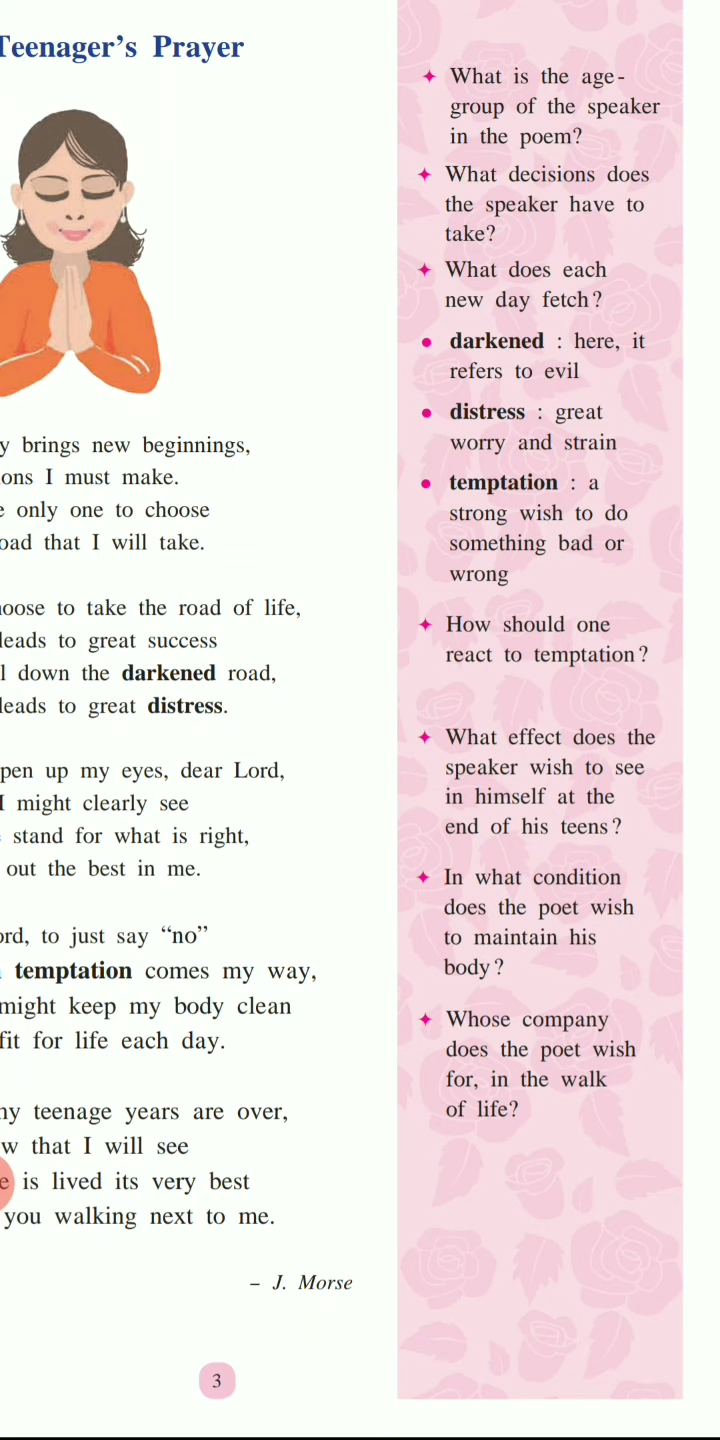 Teenager's Prayer
brings new beginnings,
I must make.
only one to choose
that I will take.
to take the road of life,
leads to great success
down the darkened road,
leads to great distress.
up my eyes, dear Lord,
I might clearly see
stand for what is right,
out the best in me.
to just say “no”
temptation comes my way,
might keep my body clean
fit for life each day.
teenage years are over,
that I will see
is lived its very best
you walking next to me.
– J. Morse
3
✦ What is the age-
group of the speaker
in the poem?
✦ What decisions does
the speaker have to
take?
✦ What does each
new day fetch?
• darkened : here, it
refers to evil
• distress : great
worry and strain
• temptation : a
strong wish to do
something bad or
wrong
✦ How should one
react to temptation?
✦ What effect does the
speaker wish to see
in himself at the
end of his teens?
✦ In what condition
does the poet wish
to maintain his
body?
✦ Whose company
does the poet wish
for, in the walk
of life?